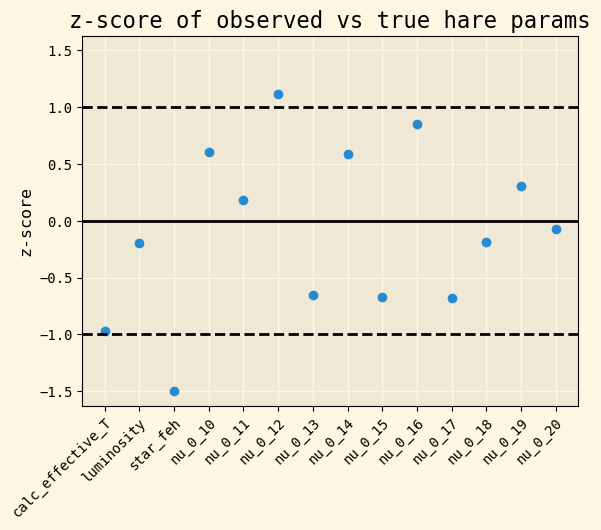 z-score of observed vs true hare params
z-score
1.5
1.0
0.5
0.0
−0.5
−1.0
−1.5
calc_effective_T
luminosity
star_feh
nu_0_10
nu_0_11
nu_0_12
nu_0_13
nu_0_14
nu_0_15
nu_0_16
nu_0_17
nu_0_18
nu_0_19
nu_0_20